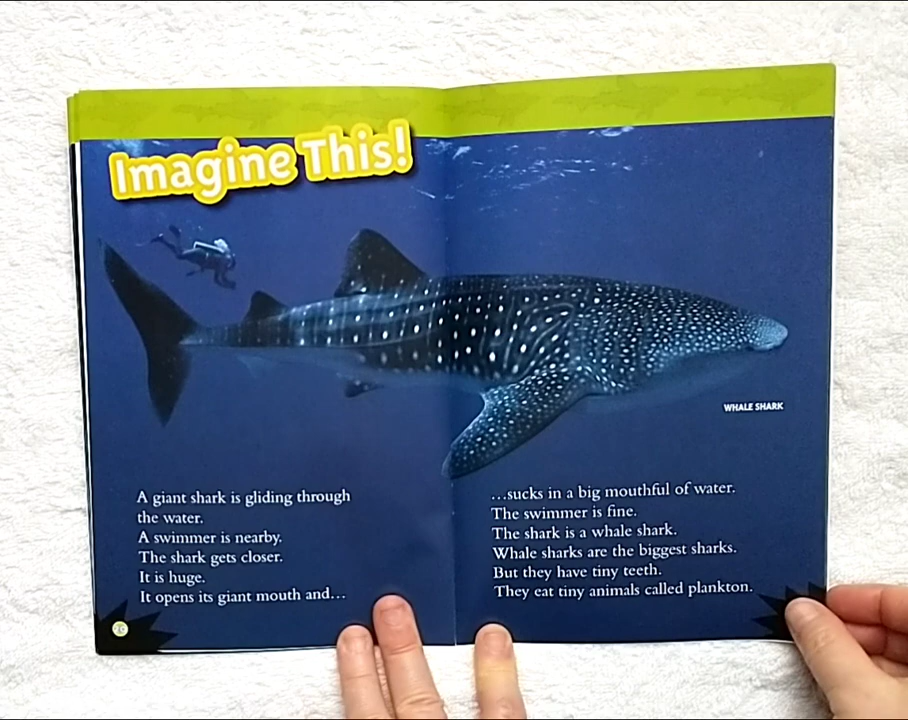 Imagine This!
WHALE SHARK
A giant shark is gliding through
the water.
A swimmer is nearby.
The shark gets closer.
It is huge.
It opens its giant mouth and…
…sucks in a big mouthful of water.
The swimmer is fine.
The shark is a whale shark.
Whale sharks are the biggest sharks.
But they have tiny teeth.
They eat tiny animals called plankton.